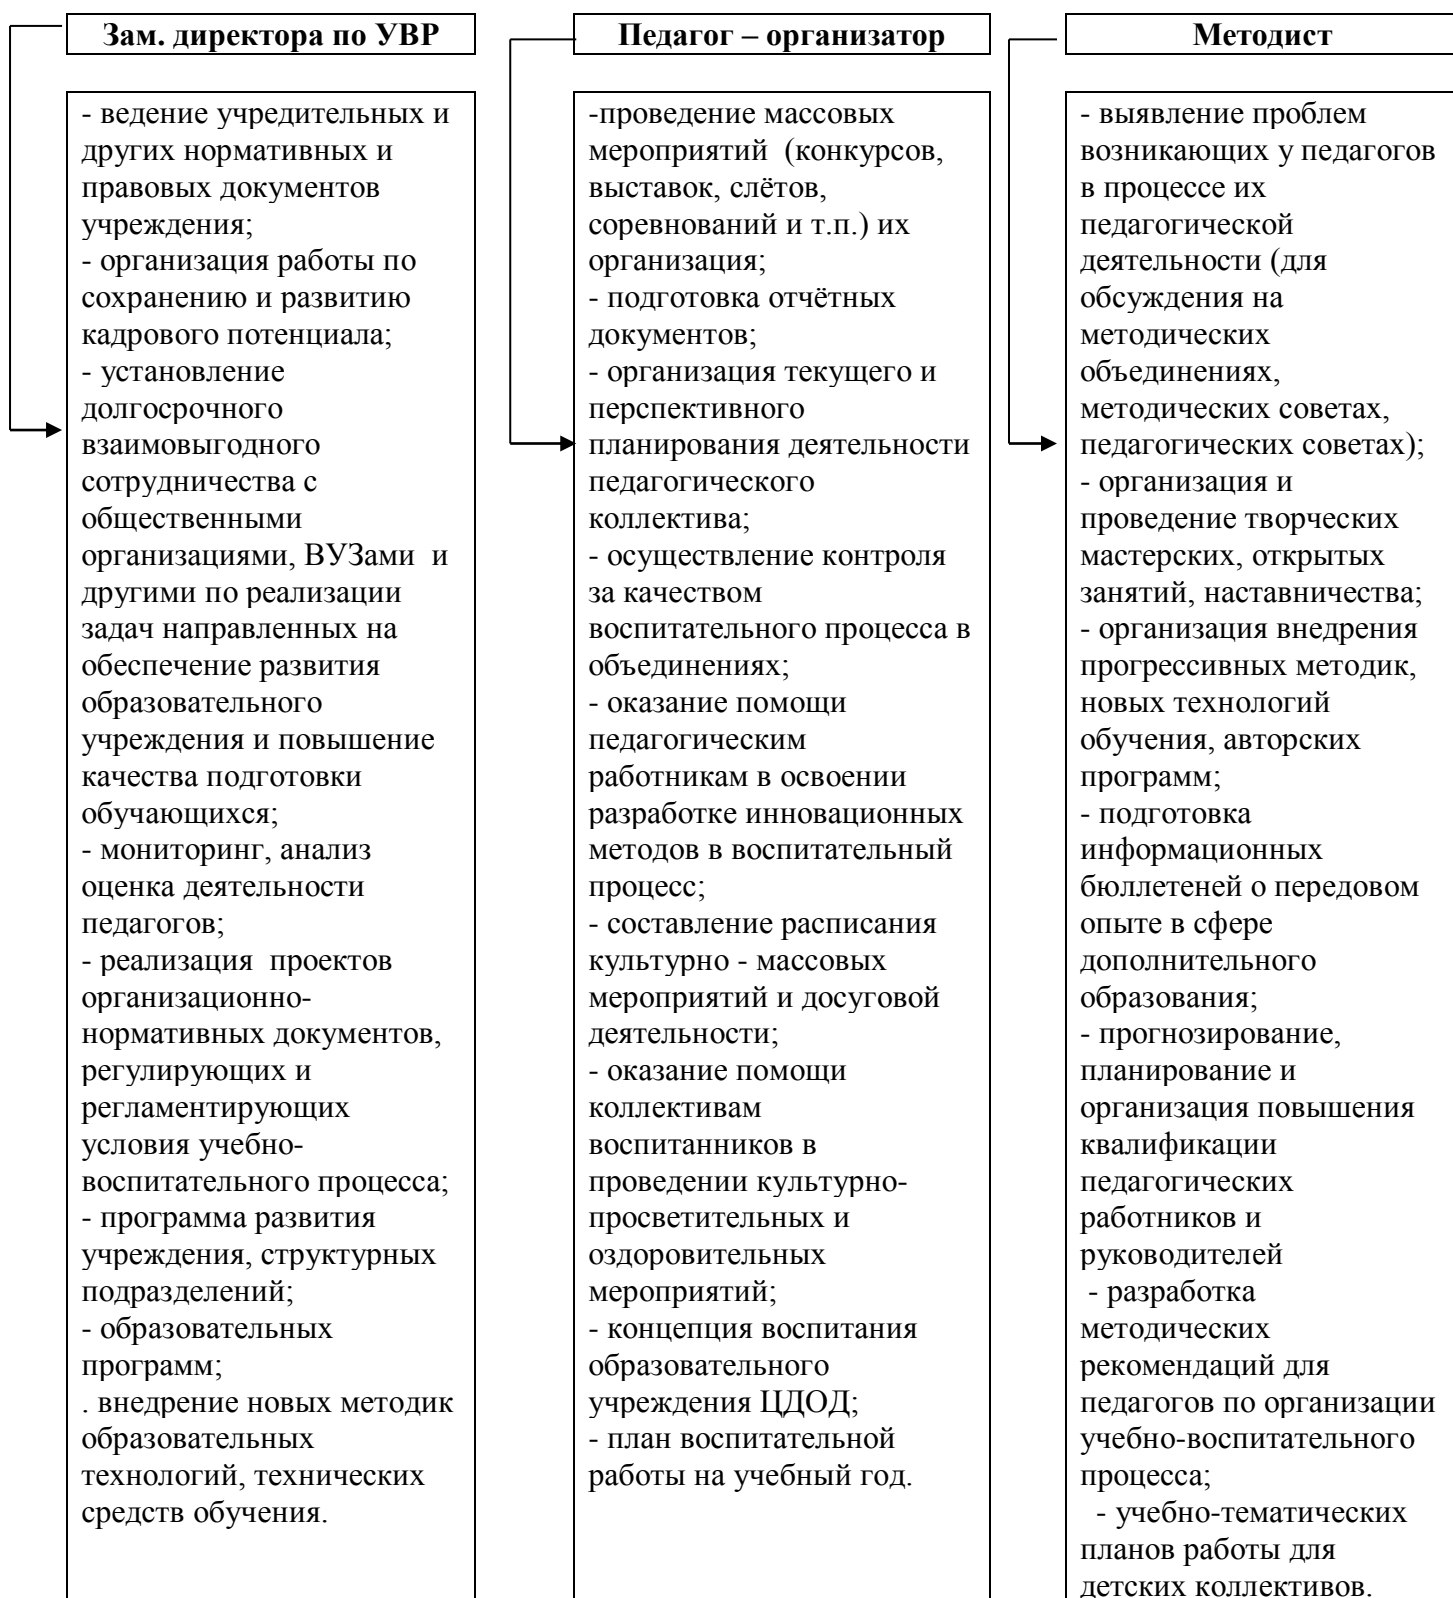 Зам. директора по УВР
- ведение учредительных и
других нормативных и
правовых документов
учреждения;
- организация работы по
сохранению и развитию
кадрового потенциала;
- установление
долгосрочного
взаимовыгодного
сотрудничества с
общественными
организациями, ВУЗами  и
другими по реализации
задач направленных на
обеспечение развития
образовательного
учреждения и повышение
качества подготовки
обучающихся;
- мониторинг, анализ
оценка деятельности
педагогов;
- реализация  проектов
организационно-
нормативных документов,
регулирующих и
регламентирующих
условия учебно-
воспитательного процесса;
- программа развития
учреждения, структурных
подразделений;
- образовательных
программ;
. внедрение новых методик
образовательных
технологий, технических
средств обучения.
Педагог – организатор
-проведение массовых
мероприятий  (конкурсов,
выставок, слётов,
соревнований и т.п.) их
организация;
- подготовка отчётных
документов;
- организация текущего и
перспективного
планирования деятельности
педагогического
коллектива;
- осуществление контроля
за качеством
воспитательного процесса в
объединениях;
- оказание помощи
педагогическим
работникам в освоении
разработке инновационных
методов в воспитательный
процесс;
- составление расписания
культурно - массовых
мероприятий и досуговой
деятельности;
- оказание помощи
коллективам
воспитанников в
проведении культурно-
просветительных и
оздоровительных
мероприятий;
- концепция воспитания
образовательного
учреждения ЦДОД;
- план воспитательной
работы на учебный год.
Методист
- выявление проблем
возникающих у педагогов
в процессе их
педагогической
деятельности (для
обсуждения на
методических
объединениях,
методических советах,
педагогических советах);
- организация и
проведение творческих
мастерских, открытых
занятий, наставничества;
- организация внедрения
прогрессивных методик,
новых технологий
обучения, авторских
программ;
- подготовка
информационных
бюллетеней о передовом
опыте в сфере
дополнительного
образования;
- прогнозирование,
планирование и
организация повышения
квалификации
педагогических
работников и
руководителей
- разработка
методических
рекомендаций для
педагогов по организации
учебно-воспитательного
процесса;
- учебно-тематических
планов работы для
детских коллективов.